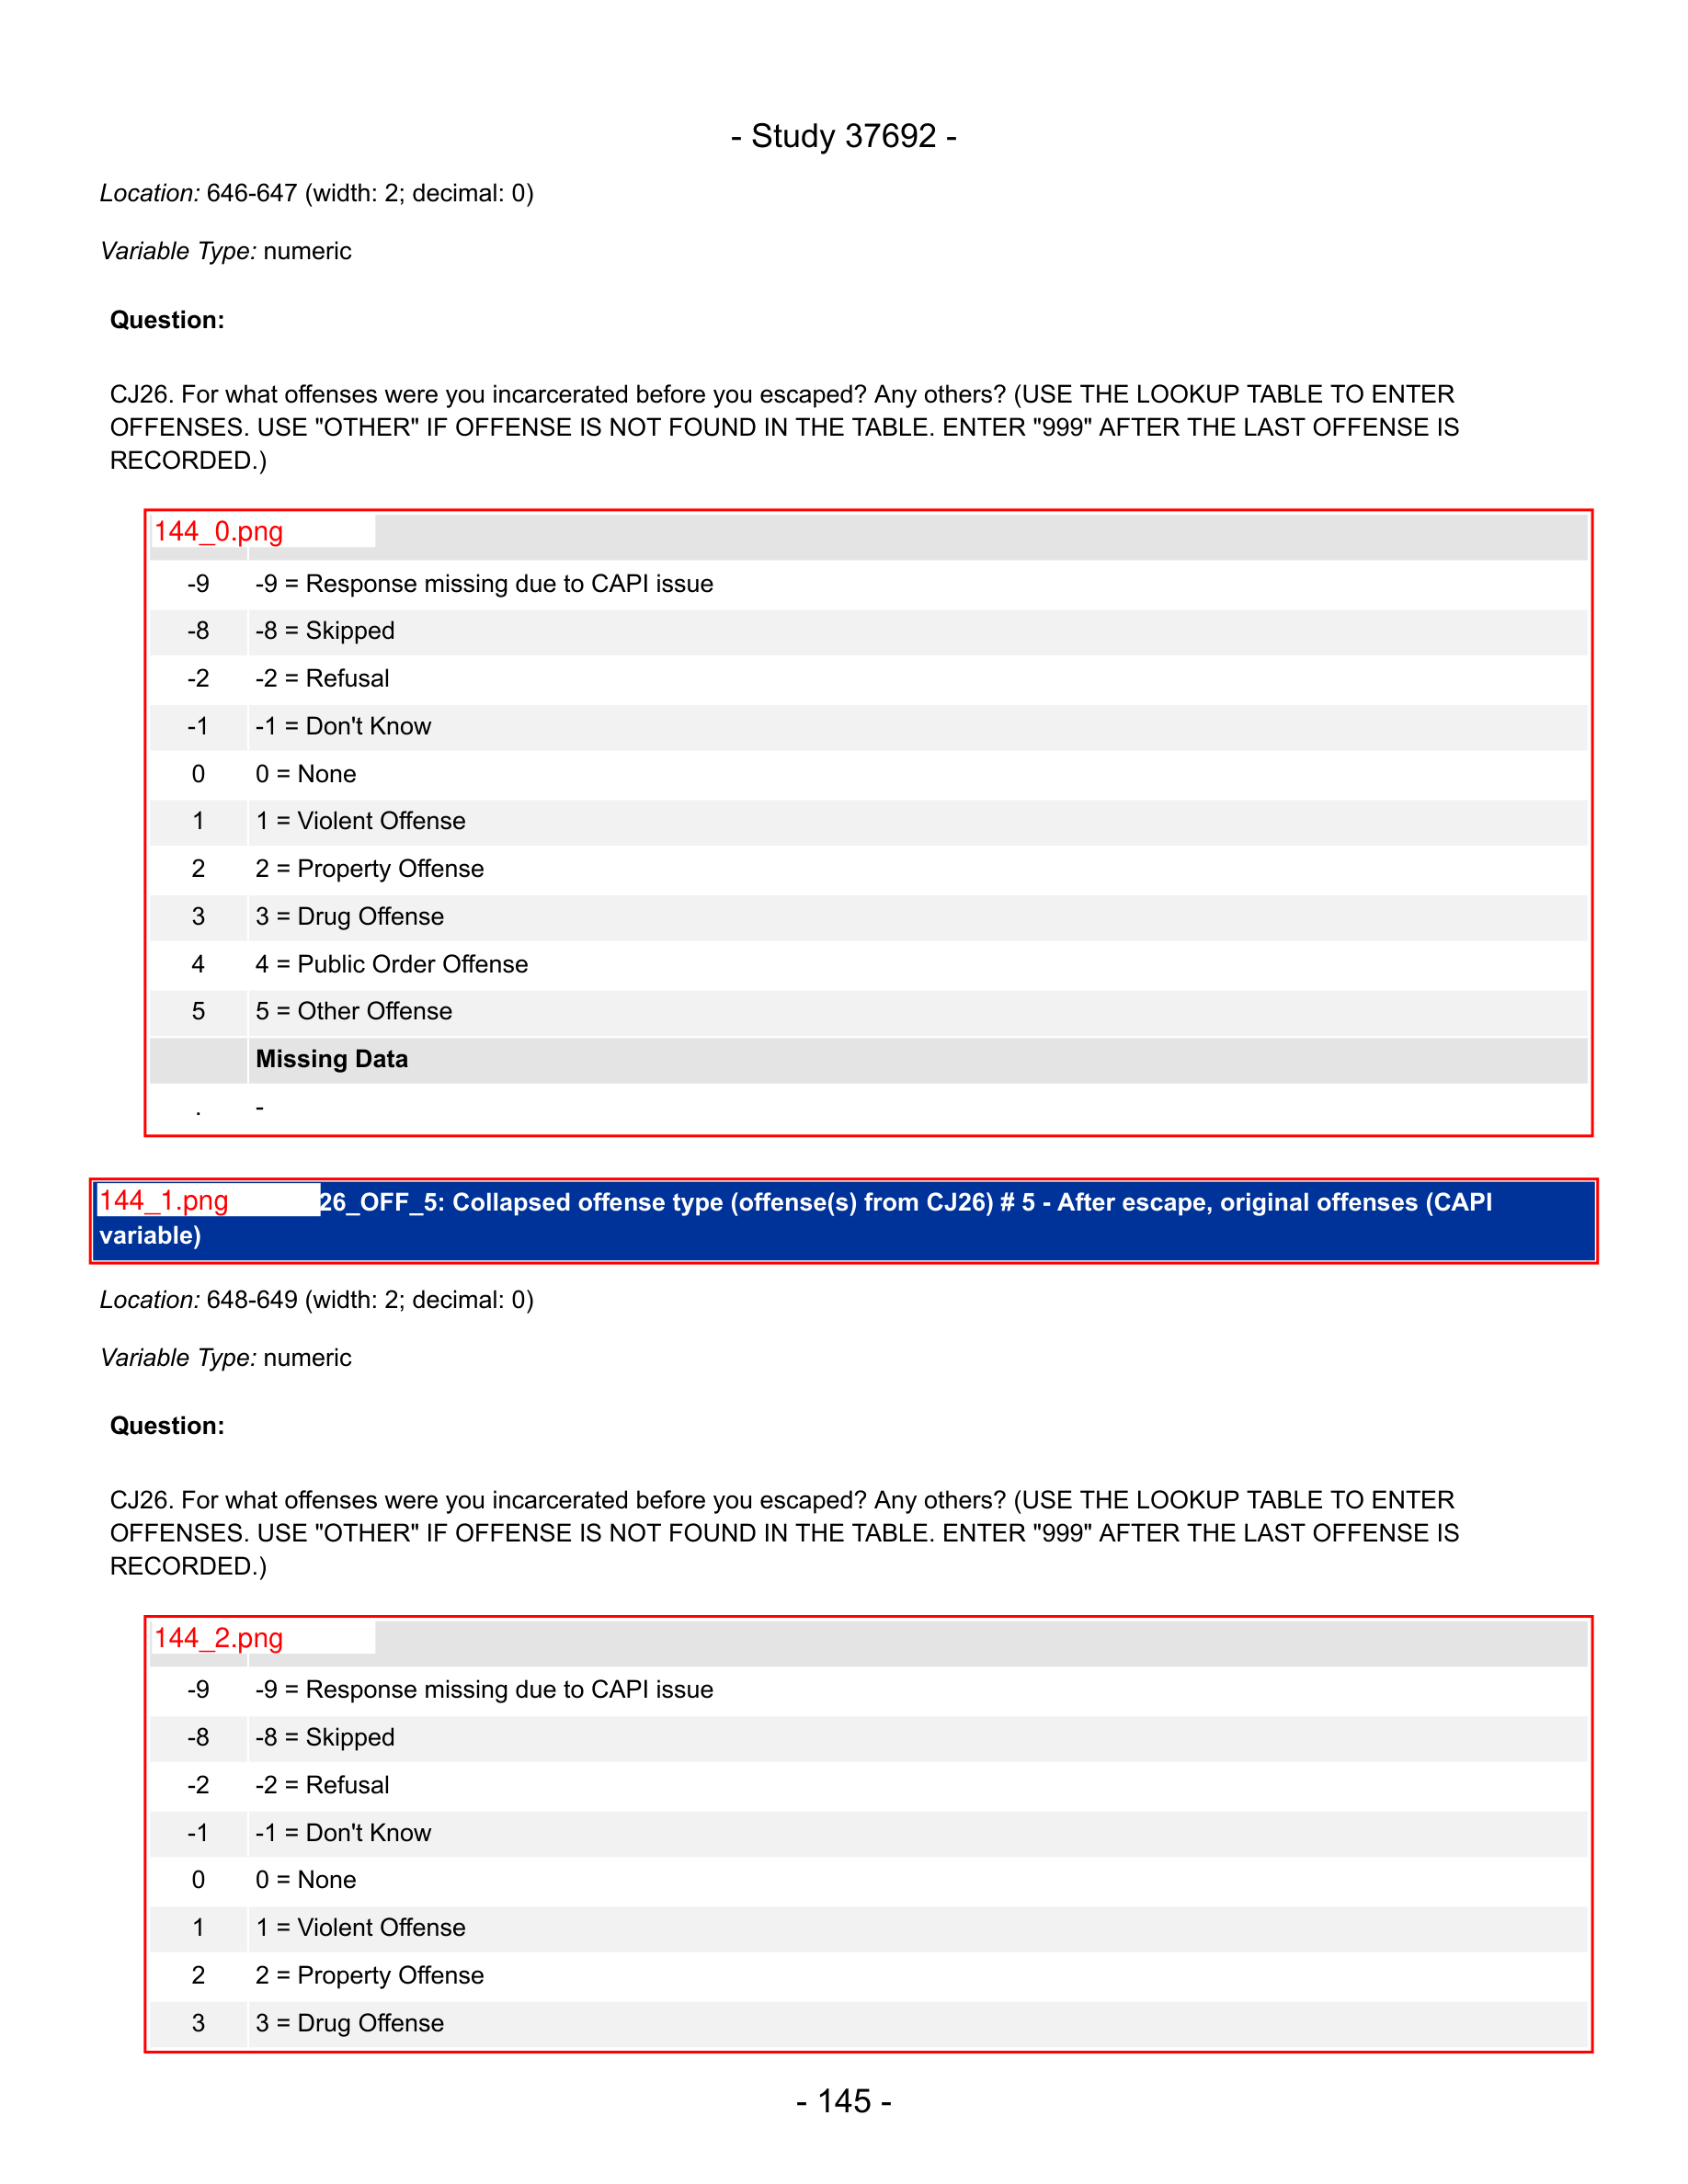 - Study 37692 -
Location: 646-647 (width: 2; decimal: 0)
Variable Type: numeric
Question:
CJ26. For what offenses were you incarcerated before you escaped? Any others? (USE THE LOOKUP TABLE TO ENTER
OFFENSES. USE "OTHER" IF OFFENSE IS NOT FOUND IN THE TABLE. ENTER "999" AFTER THE LAST OFFENSE IS
RECORDED.)
144_0.png
-9 -9 = Response missing due to CAPI issue
-8 -8 = Skipped
-2 -2 = Refusal
-1 -1 = Don't Know
0 0 = None
1 1 = Violent Offense
2 2 = Property Offense
3 3 = Drug Offense
4 4 = Public Order Offense
5 5 = Other Offense
Missing Data
. -
144_1.png 26_OFF_5: Collapsed offense type (offense(s) from CJ26) # 5 - After escape, original offenses (CAPI
variable)
Location: 648-649 (width: 2; decimal: 0)
Variable Type: numeric
Question:
CJ26. For what offenses were you incarcerated before you escaped? Any others? (USE THE LOOKUP TABLE TO ENTER
OFFENSES. USE "OTHER" IF OFFENSE IS NOT FOUND IN THE TABLE. ENTER "999" AFTER THE LAST OFFENSE IS
RECORDED.)
144_2.png
-9 -9 = Response missing due to CAPI issue
-8 -8 = Skipped
-2 -2 = Refusal
-1 -1 = Don't Know
0 0 = None
1 1 = Violent Offense
2 2 = Property Offense
3 3 = Drug Offense
- 145 -